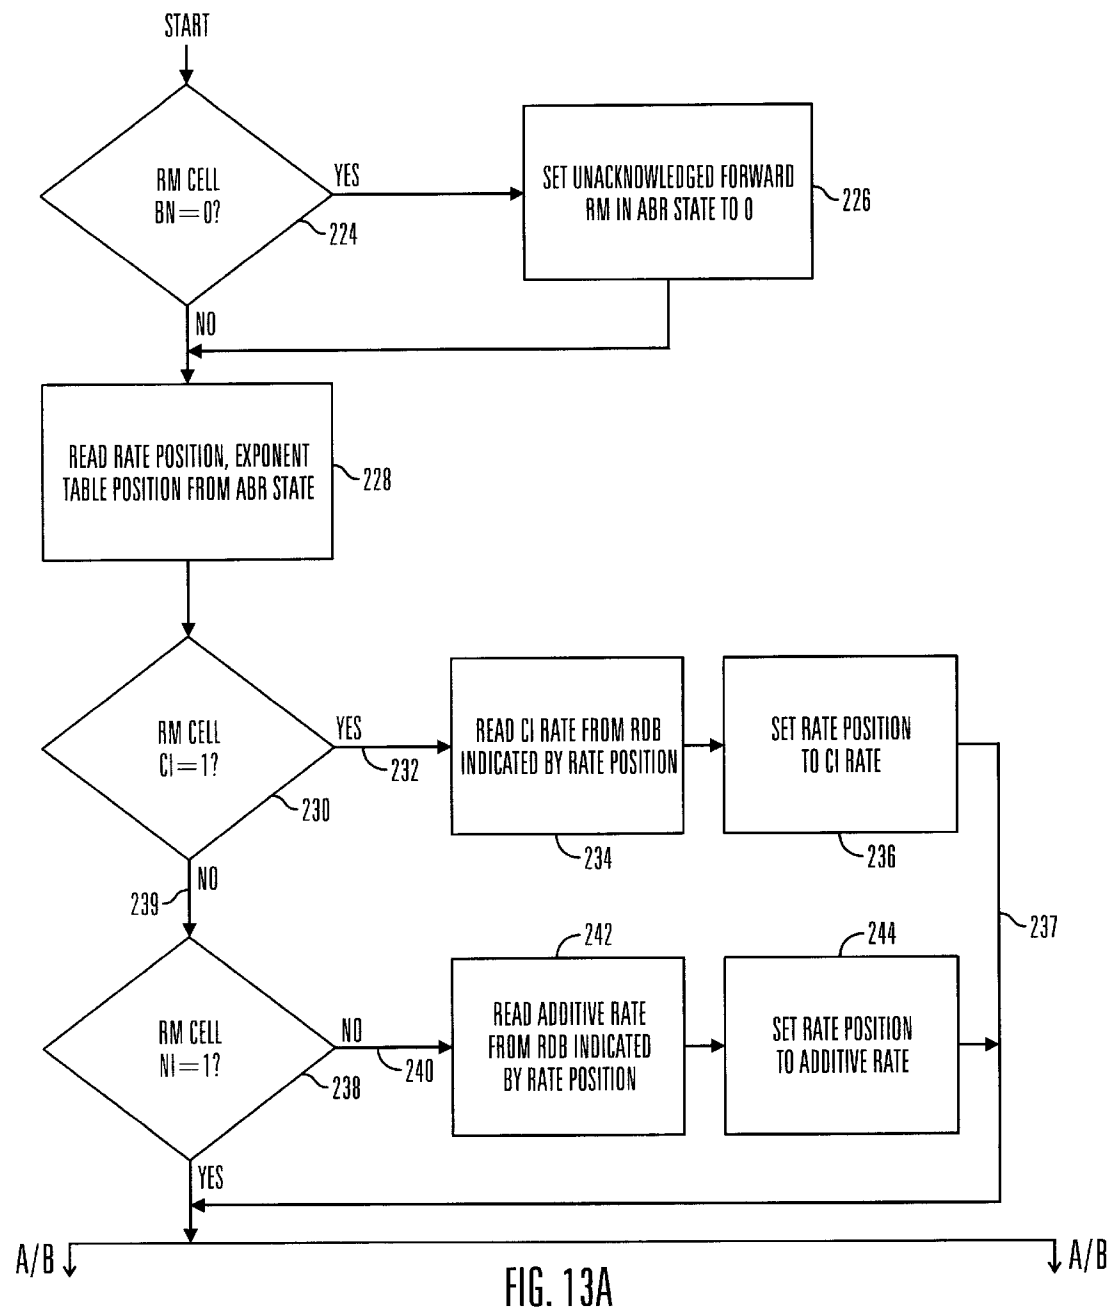 START
RM CELL
BN=0?
YES
224
SET UNACKNOWLEDGED FORWARD
RM IN ABR STATE TO 0
226
NO
READ RATE POSITION, EXPONENT
TABLE POSITION FROM ABR STATE
228
RM CELL
CI=1?
YES
232
230
READ CI RATE FROM RDB
INDICATED BY RATE POSITION
234
SET RATE POSITION
TO CI RATE
236
237
NO
239
RM CELL
NI=1?
NO
240
238
242
READ ADDITIVE RATE
FROM RDB INDICATED
BY RATE POSITION
244
SET RATE POSITION
TO ADDITIVE RATE
YES
A/B
A/B
FIG. 13A